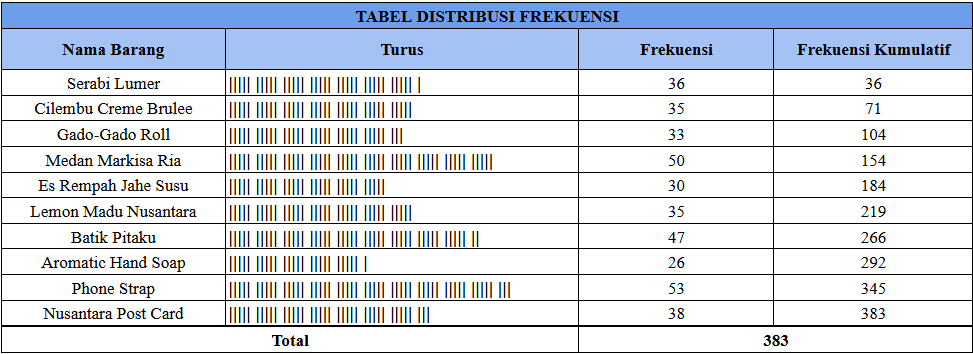 TABEL DISTRIBUSI FREKUENSI
Nama Barang Turus Frekuensi Frekuensi Kumulatif
Serabi Lumer ||||| ||||| ||||| ||||| ||||| ||||| ||||| | 36 36
Cilembu Creme Brulee ||||| ||||| ||||| ||||| ||||| ||||| ||||| 35 71
Gado-Gado Roll ||||| ||||| ||||| ||||| ||||| ||||| ||| 33 104
Medan Markisa Ria ||||| ||||| ||||| ||||| ||||| ||||| ||||| ||||| ||||| ||||| 50 154
Es Rempah Jahe Susu ||||| ||||| ||||| ||||| ||||| ||||| 30 184
Lemon Madu Nusantara ||||| ||||| ||||| ||||| ||||| ||||| ||||| 35 219
Batik Pitaku ||||| ||||| ||||| ||||| ||||| ||||| ||||| ||||| ||||| || 47 266
Aromatic Hand Soap ||||| ||||| ||||| ||||| ||||| | 26 292
Phone Strap ||||| ||||| ||||| ||||| ||||| ||||| ||||| ||||| ||||| ||||| ||| 53 345
Nusantara Post Card ||||| ||||| ||||| ||||| ||||| ||||| ||||| ||| 38 383
Total 383